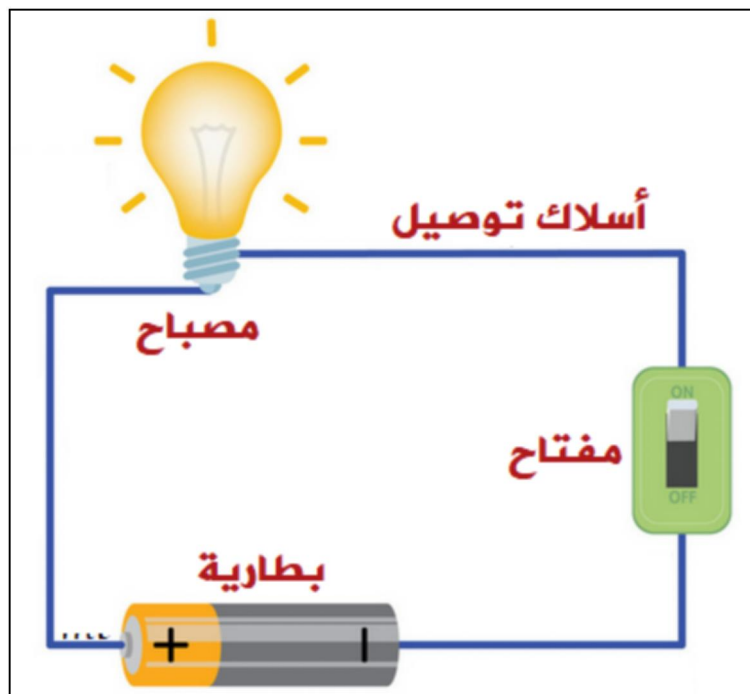 أسلاك توصيل
مصباح
ON
مفتاح
OFF
بطارية
+
-